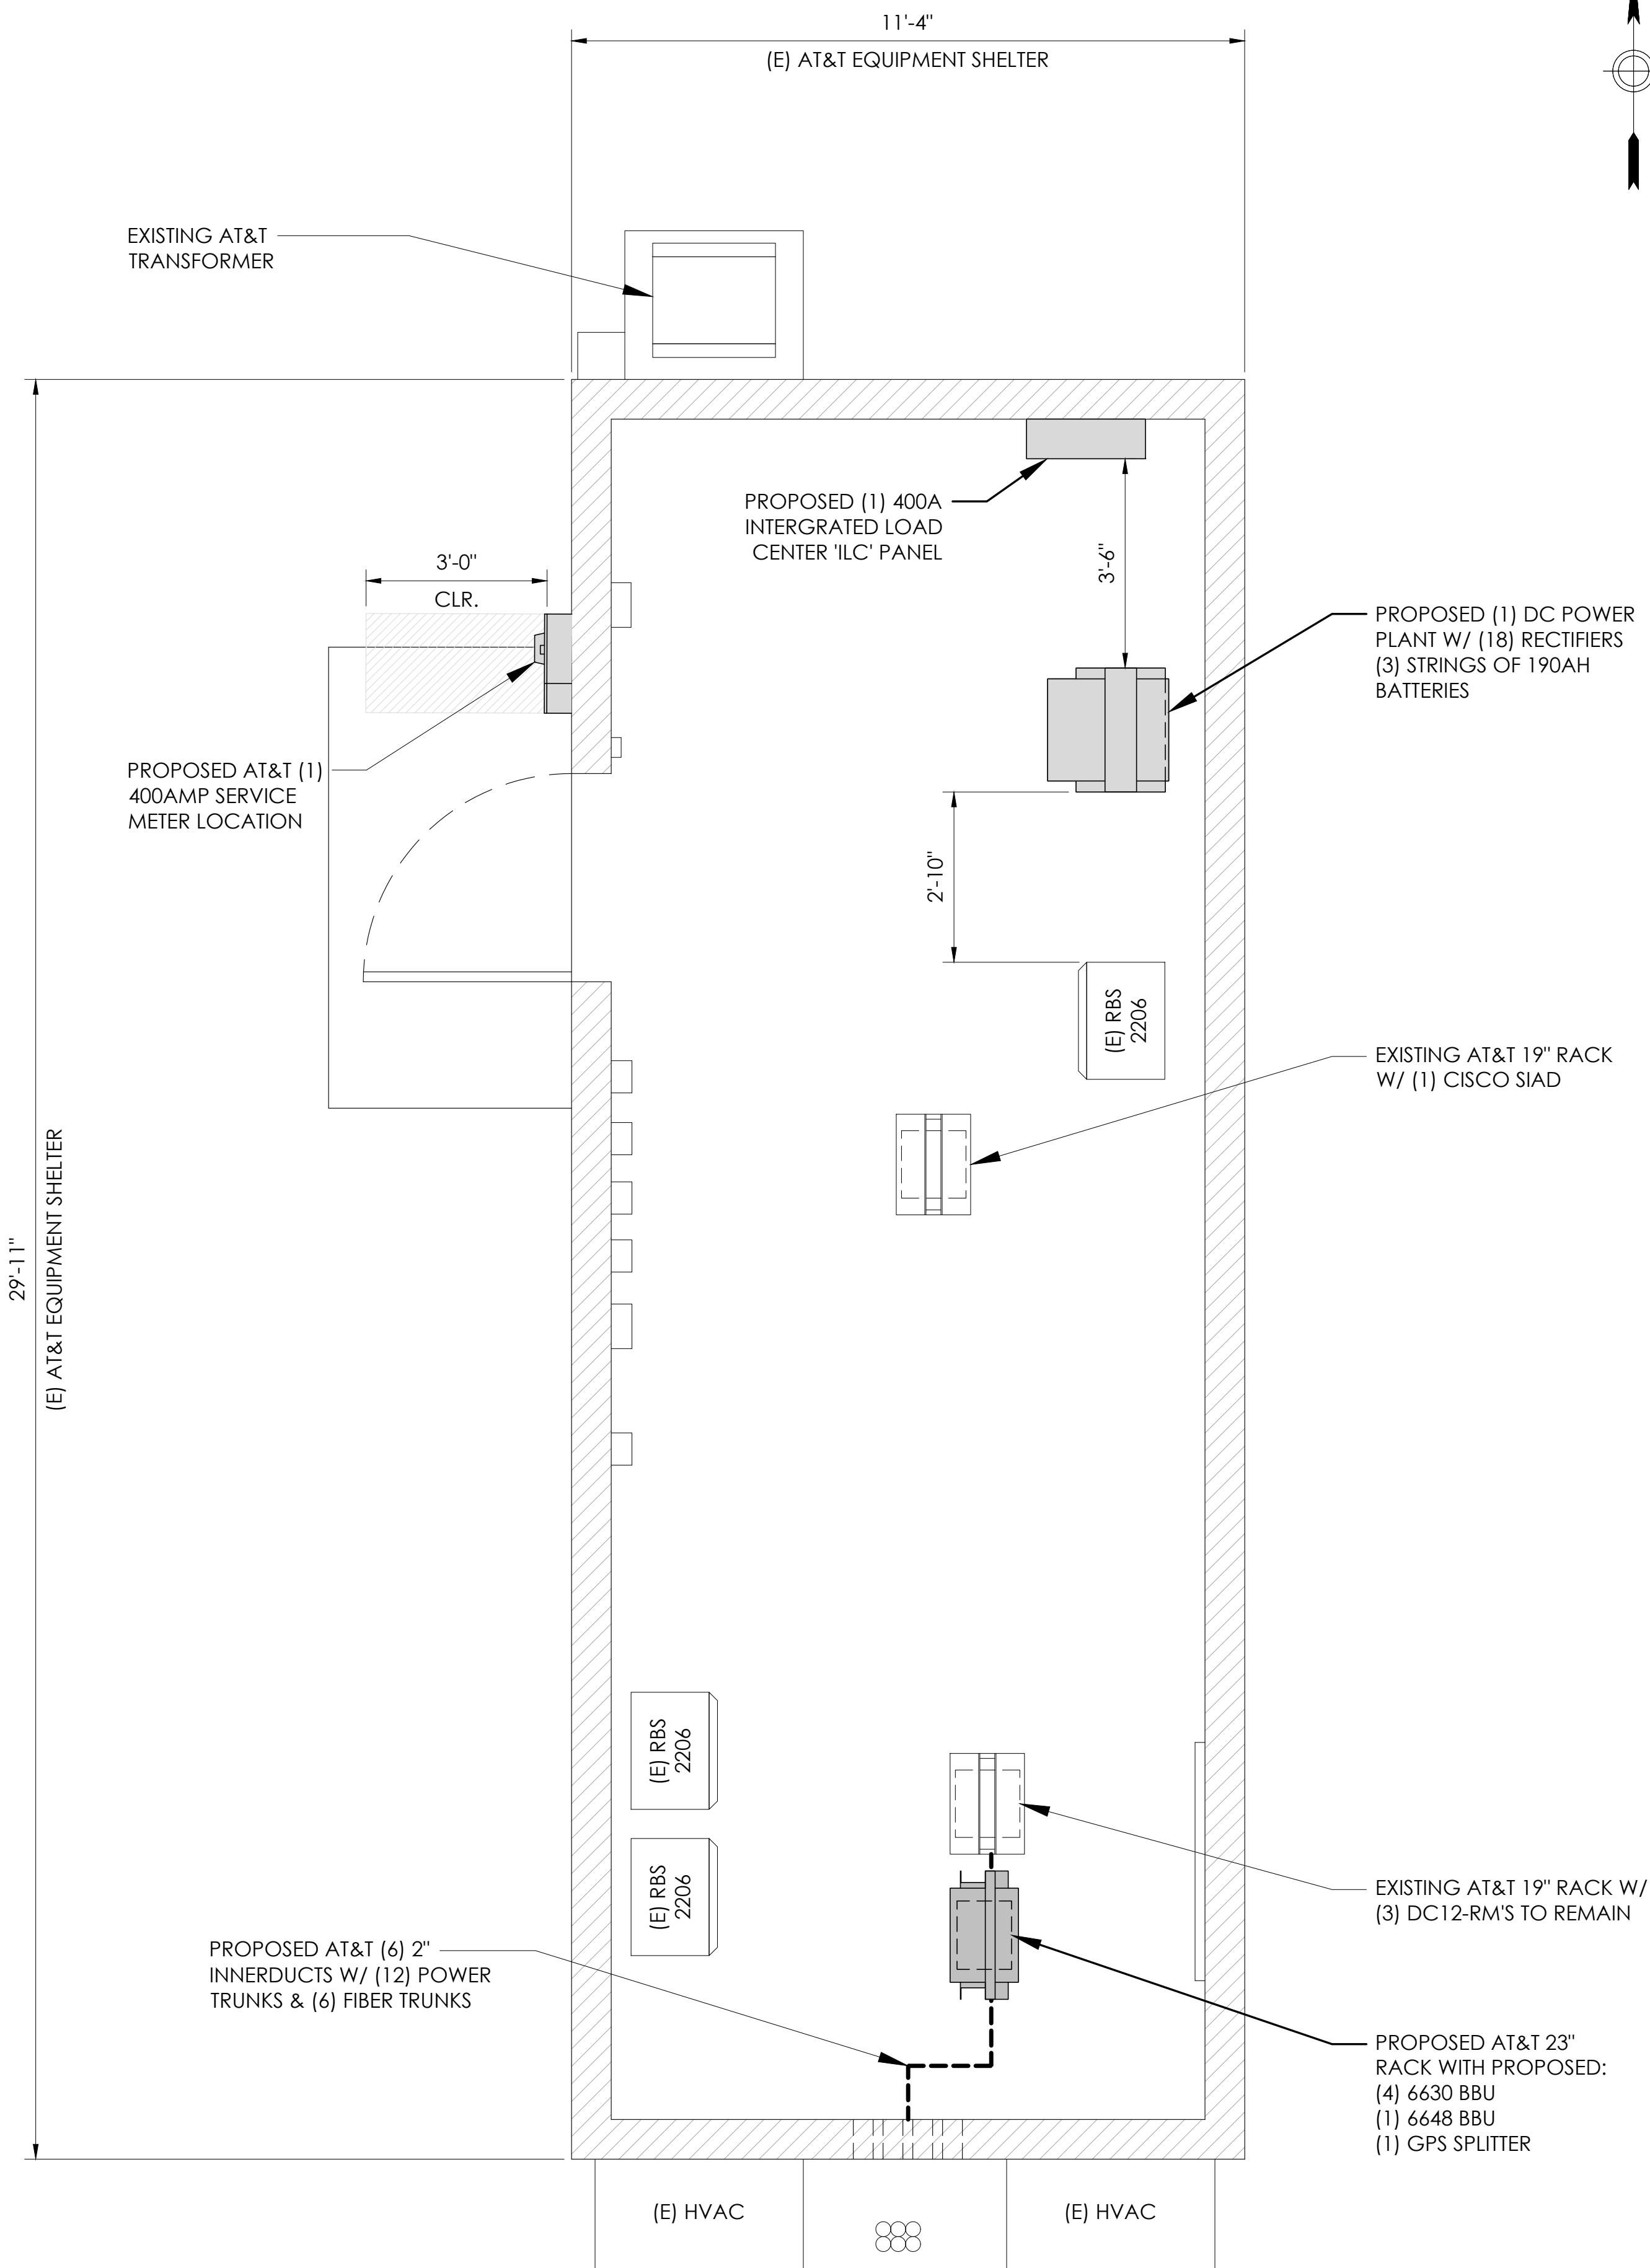 11'-4"
(E) AT&T EQUIPMENT SHELTER
EXISTING AT&T
TRANSFORMER
PROPOSED (1) 400A
INTERGRATED LOAD
CENTER 'ILC' PANEL
3'-6"
3'-0"
CLR.
PROPOSED (1) DC POWER
PLANT W/ (18) RECTIFIERS
(3) STRINGS OF 190AH
BATTERIES
PROPOSED AT&T (1)
400AMP SERVICE
METER LOCATION
2'-10"
(E) RBS
2206
EXISTING AT&T 19" RACK
W/ (1) CISCO SIAD
29'-11"
(E) AT&T EQUIPMENT SHELTER
(E) RBS
2206
(E) RBS
2206
EXISTING AT&T 19" RACK W/
(3) DC12-RM'S TO REMAIN
PROPOSED AT&T (6) 2"
INNERDUCTS W/ (12) POWER
TRUNKS & (6) FIBER TRUNKS
PROPOSED AT&T 23"
RACK WITH PROPOSED:
(4) 6630 BBU
(1) 6648 BBU
(1) GPS SPLITTER
(E) HVAC
(E) HVAC